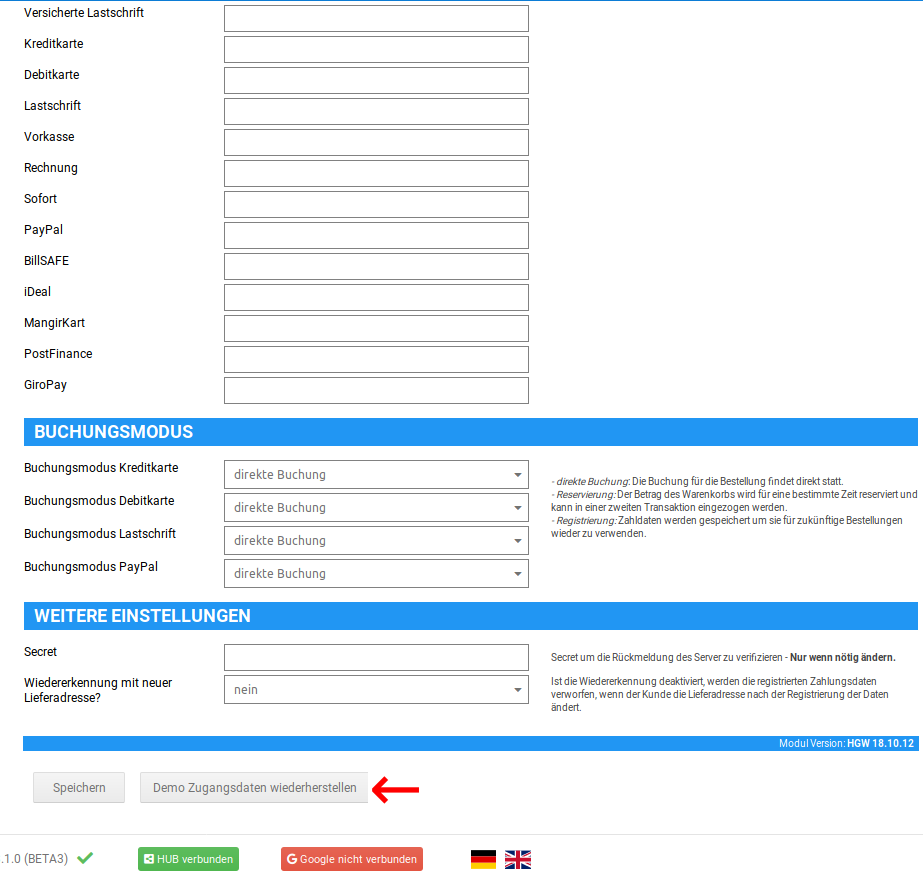 Versicherte Lastschrift
Kreditkarte
Debitkarte
Lastschrift
Vorkasse
Rechnung
Sofort
PayPal
BillSAFE
iDeal
MangirKart
PostFinance
GiroPay
BUCHUNGSMODUS
Buchungsmodus Kreditkarte
direkte Buchung
Buchungsmodus Debitkarte
direkte Buchung
Buchungsmodus Lastschrift
direkte Buchung
Buchungsmodus PayPal
direkte Buchung
- direkte Buchung: Die Buchung für die Bestellung findet direkt statt.
- Reservierung: Der Betrag des Warenkorbs wird für eine bestimmte Zeit reserviert und
kann in einer zweiten Transaktion eingezogen werden.
- Registrierung: Zahldaten werden gespeichert um sie für zukünftige Bestellungen
wieder zu verwenden.
WEITERE EINSTELLUNGEN
Secret
Secret um die Rückmeldung des Server zu verifizieren - Nur wenn nötig ändern.
Wiedererkennung mit neuer
Lieferadresse?
nein
Ist die Wiedererkennung deaktiviert, werden die registrierten Zahlungsdaten
verworfen, wenn der Kunde die Lieferadresse nach der Registrierung der Daten
ändert.
Modul Version: HGW 18.10.12
Speichern
Demo Zugangsdaten wiederherstellen
.1.0 (BETA3)
HUB verbunden
Google nicht verbunden